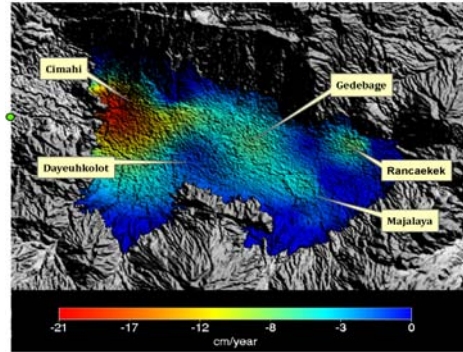 Cimahi
Gedebage
Dayeuhkolot
Rancaekek
Majalaya
-21 -17 -12 -8 -3 0
cm/year